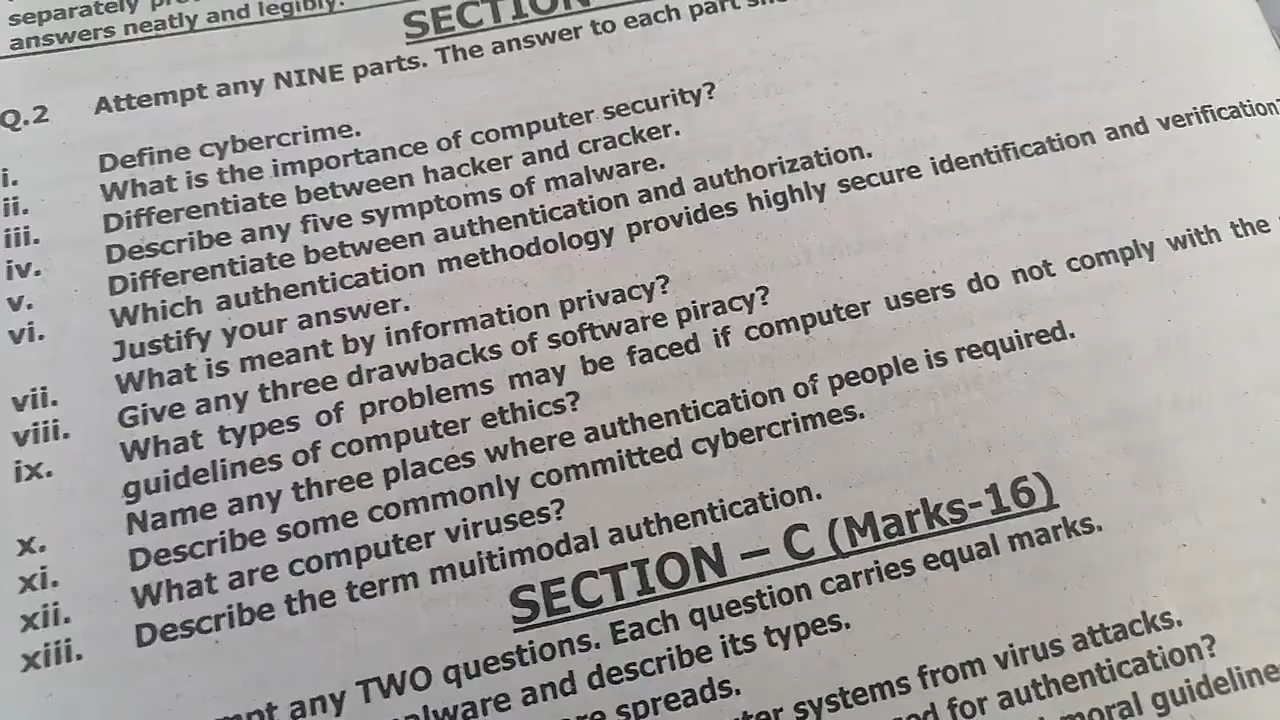 separately
answers neatly and legibly.
SECTION
Q.2 Attempt any NINE parts. The answer to each part
i. Define cybercrime.
ii. What is the importance of computer security?
iii. Differentiate between hacker and cracker.
iv. Describe any five symptoms of malware.
v. Differentiate between authentication and authorization.
vi. Which authentication methodology provides highly secure identification and verification
Justify your answer.
vii. What is meant by information privacy?
viii. Give any three drawbacks of software piracy?
ix. What types of problems may be faced if computer users do not comply with the
guidelines of computer ethics?
x. Name any three places where authentication of people is required.
xi. Describe some commonly committed cybercrimes.
xii. What are computer viruses?
xiii. Describe the term multimodal authentication.
SECTION – C (Marks-16)
any TWO questions. Each question carries equal marks.
and describe its types.
spreads.
systems from virus attacks.
for authentication?
moral guideline